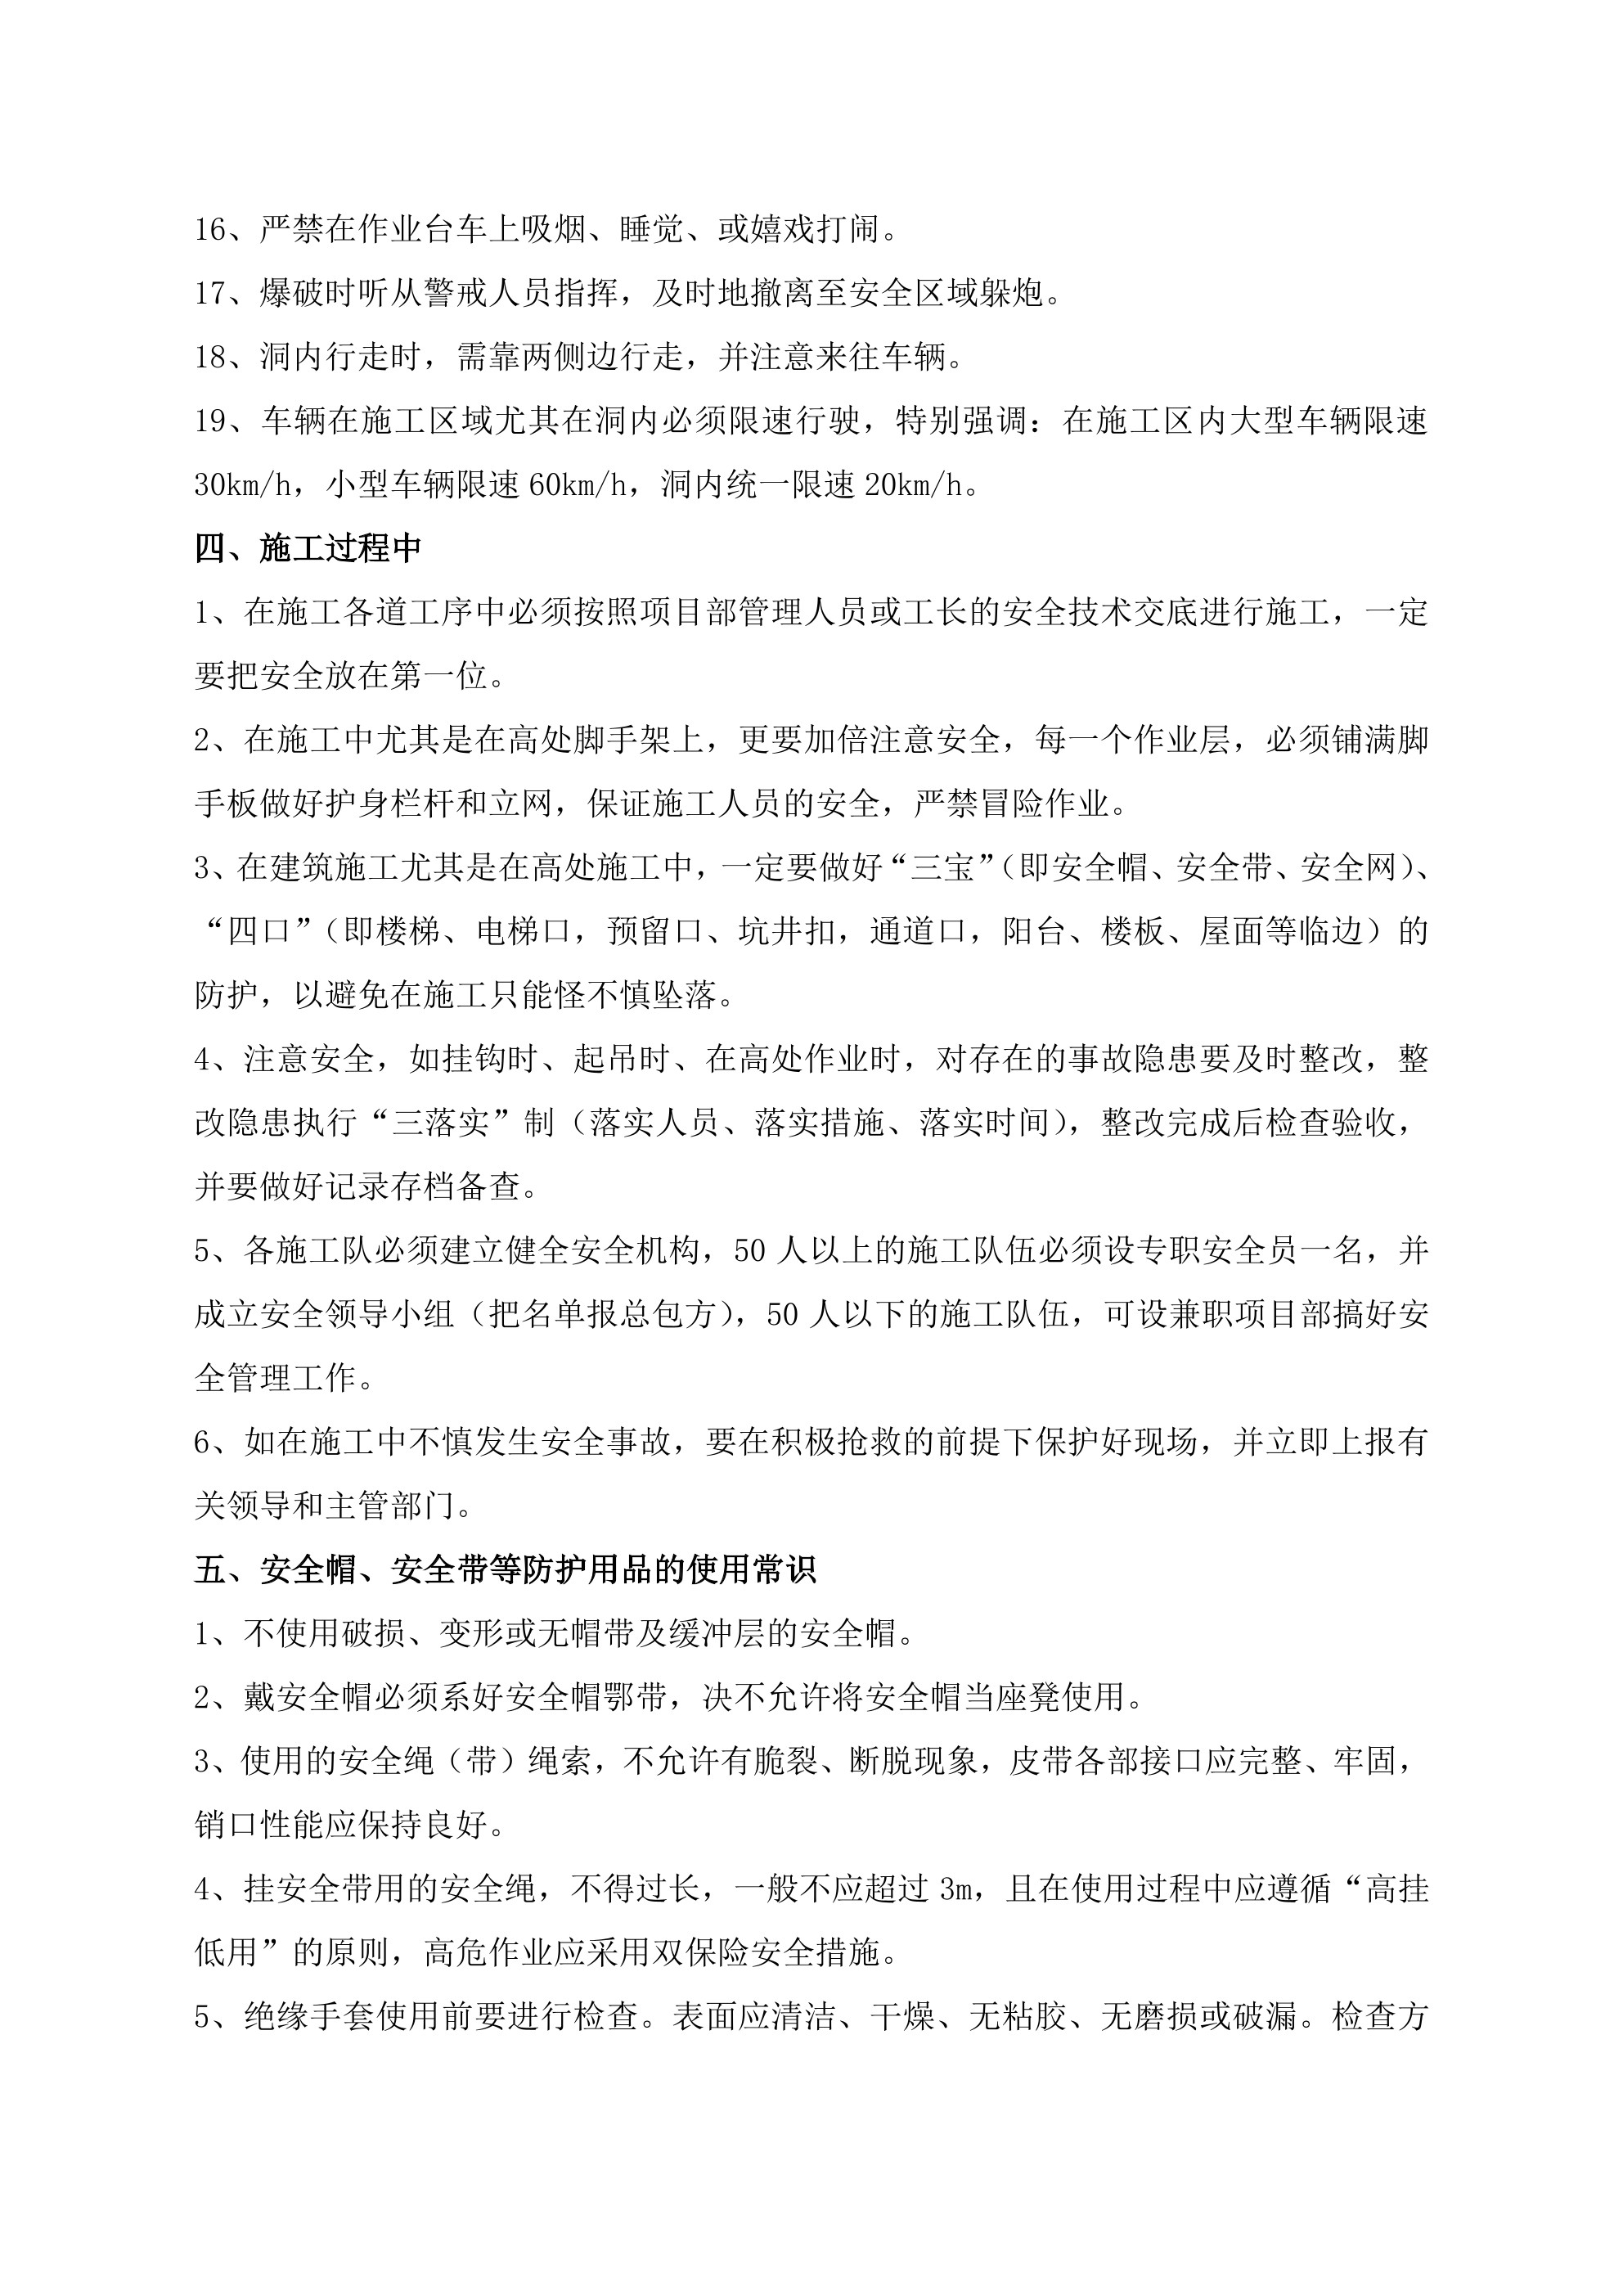 16、严禁在作业台车上吸烟、睡觉、或嬉戏打闹。
17、爆破时听从警戒人员指挥，及时地撤离至安全区域躲炮。
18、洞内行走时，需靠两侧边行走，并注意来往车辆。
19、车辆在施工区域尤其在洞内必须限速行驶，特别强调：在施工区内大型车辆限速
30km/h，小型车辆限速 60km/h，洞内统一限速 20km/h。
四、施工过程中
1、在施工各道工序中必须按照项目部管理人员或工长的安全技术交底进行施工，一定
要把安全放在第一位。
2、在施工中尤其是在高处脚手架上，更要加倍注意安全，每一个作业层，必须铺满脚
手板做好护身栏杆和立网，保证施工人员的安全，严禁冒险作业。
3、在建筑施工尤其是在高处施工中，一定要做好“三宝”（即安全帽、安全带、安全网）、
“四口”（即楼梯、电梯口，预留口、坑井扣，通道口，阳台、楼板、屋面等临边）的
防护，以避免在施工只能怪不慎坠落。
4、注意安全，如挂钩时、起吊时、在高处作业时，对存在的事故隐患要及时整改，整
改隐患执行“三落实”制（落实人员、落实措施、落实时间），整改完成后检查验收，
并要做好记录存档备查。
5、各施工队必须建立健全安全机构，50 人以上的施工队伍必须设专职安全员一名，并
成立安全领导小组（把名单报总包方），50 人以下的施工队伍，可设兼职项目部搞好安
全管理工作。
6、如在施工中不慎发生安全事故，要在积极抢救的前提下保护好现场，并立即上报有
关领导和主管部门。
五、安全帽、安全带等防护用品的使用常识
1、不使用破损、变形或无帽带及缓冲层的安全帽。
2、戴安全帽必须系好安全帽鄂带，决不允许将安全帽当座凳使用。
3、使用的安全绳（带）绳索，不允许有脆裂、断脱现象，皮带各部接口应完整、牢固，
销口性能应保持良好。
4、挂安全带用的安全绳，不得过长，一般不应超过 3m，且在使用过程中应遵循“高挂
低用”的原则，高危作业应采用双保险安全措施。
5、绝缘手套使用前要进行检查。表面应清洁、干燥、无粘胶、无磨损或破漏。检查方